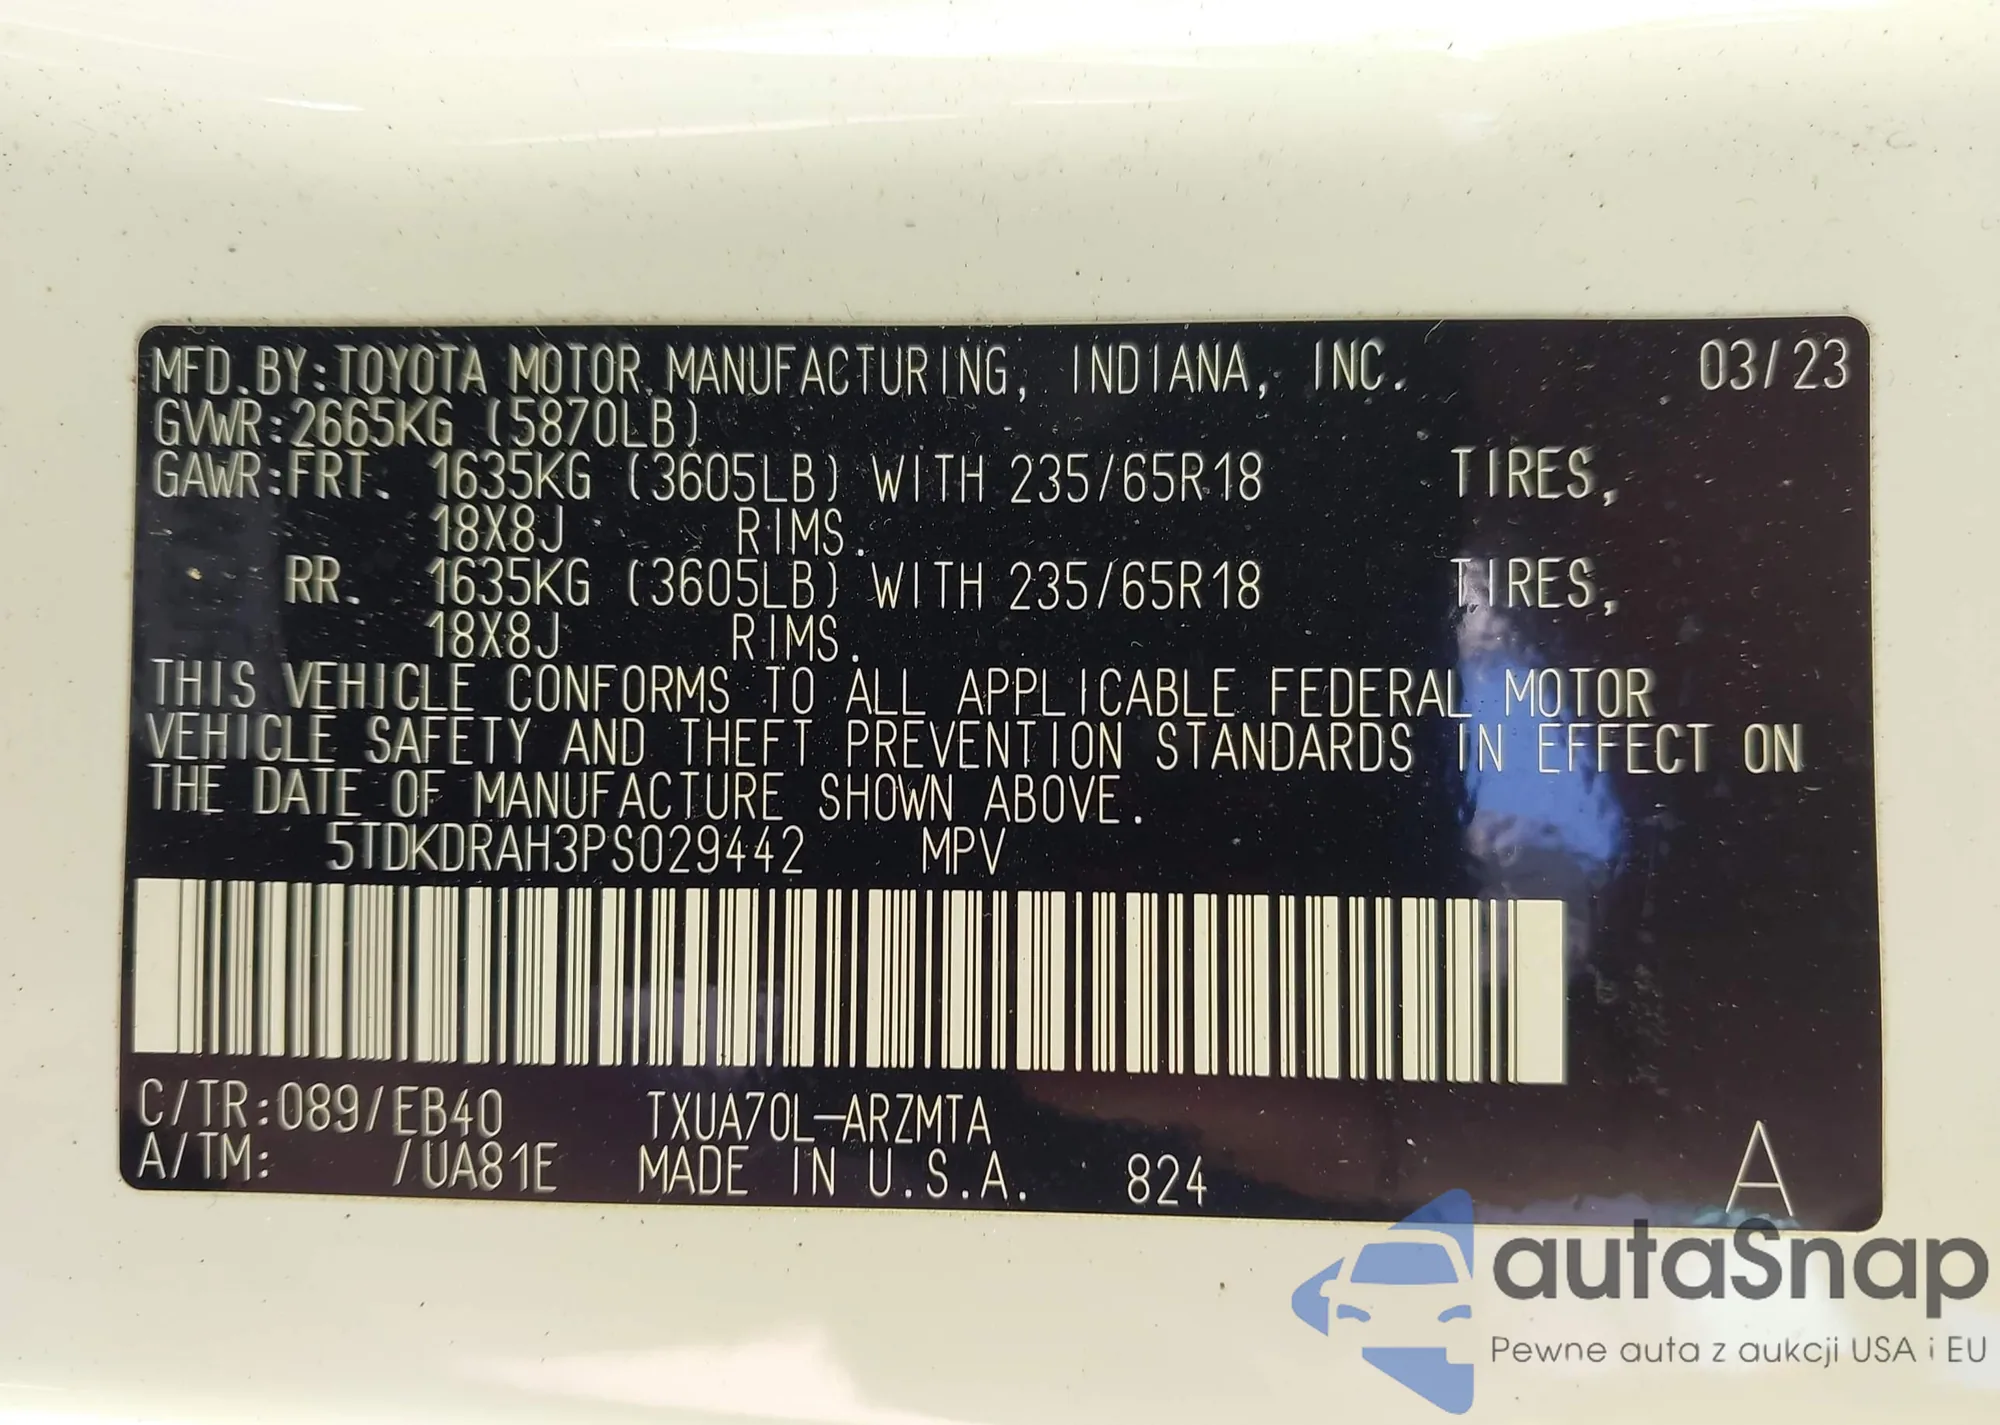 MFD.BY:TOYOTA MOTOR MANUFACTURING, INDIANA, INC. 03/23
GVWR:2665KG (5870LB)
GAWR:FRT. 1635KG (3605LB) WITH 235/65R18 TIRES,
18X8J RIMS.
RR. 1635KG (3605LB) WITH 235/65R18 TIRES,
18X8J RIMS.
THIS VEHICLE CONFORMS TO ALL APPLICABLE FEDERAL MOTOR
VEHICLE SAFETY AND THEFT PREVENTION STANDARDS IN EFFECT ON
THE DATE OF MANUFACTURE SHOWN ABOVE.
5TDKDRAH3PS029442 MPV
C/TR:089/EB40 TXUA70L-ARZMTA
A/TM: /UA81E MADE IN U.S.A. 824 A
autaSnap
Pewne auta z aukcji USA i EU